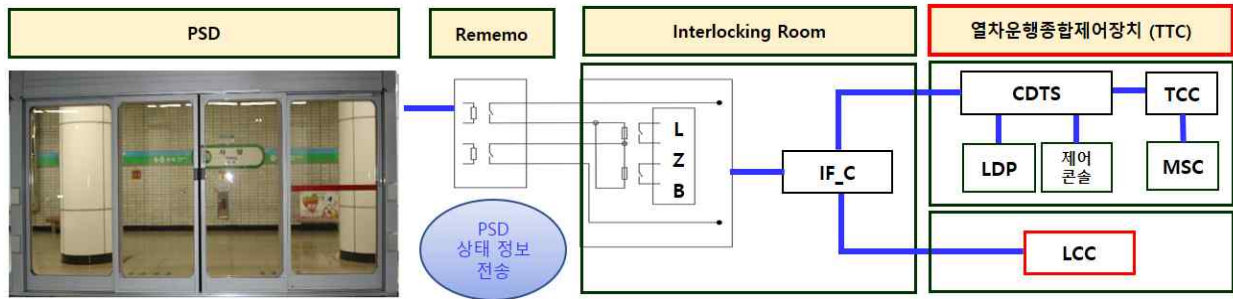 PSD
Rememo
Interlocking Room
열차운행종합제어장치 (TTC)
PSD
상태 정보
전송
L
Z
B
IF_C
CDTS
TCC
LDP
제어
콘솔
MSC
LCC